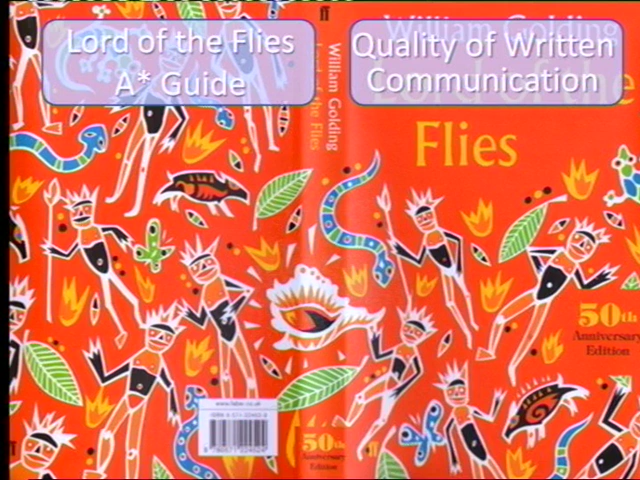 Lord of the Flies
A* Guide
Quality of Written
Communication
William Golding
Lord of the
Flies
William Golding
Lord of the Flies
50th
Anniversary
Edition
www.faber.co.uk
50th
Anniversary
Edition